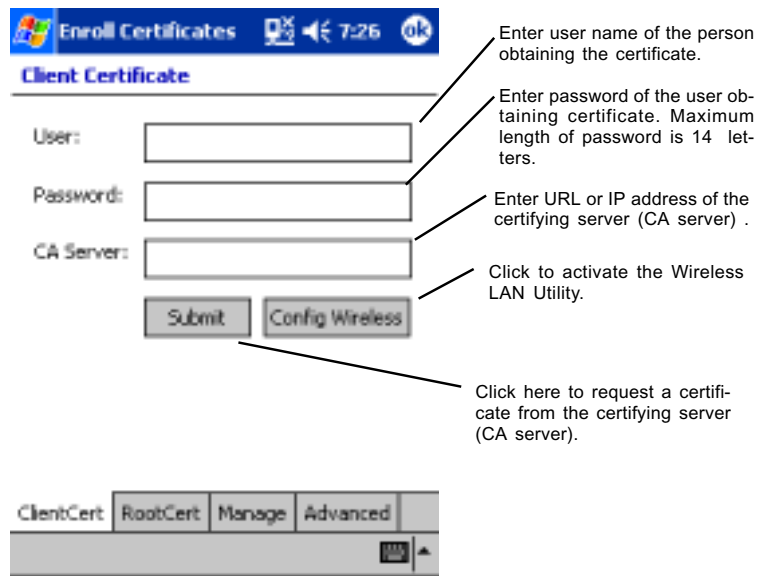 Enroll Certificates 7:26 ok
Client Certificate
User:
Password:
CA Server:
Submit Config Wireless
ClientCert RootCert Manage Advanced
Enter user name of the person
obtaining the certificate.
Enter password of the user ob-
taining certificate. Maximum
length of password is 14 let-
ters.
Enter URL or IP address of the
certifying server (CA server) .
Click to activate the Wireless
LAN Utility.
Click here to request a certifi-
cate from the certifying server
(CA server).